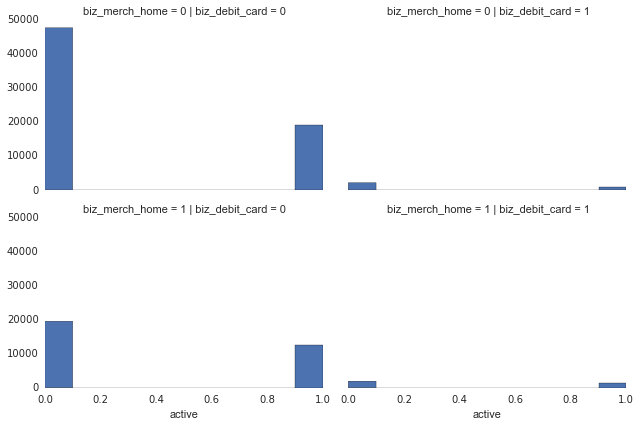 biz_merch_home = 0 | biz_debit_card = 0
biz_merch_home = 0 | biz_debit_card = 1
50000
40000
30000
20000
10000
0
biz_merch_home = 1 | biz_debit_card = 0
biz_merch_home = 1 | biz_debit_card = 1
50000
40000
30000
20000
10000
0
0.0 0.2 0.4 0.6 0.8 1.0
0.0 0.2 0.4 0.6 0.8 1.0
active
active